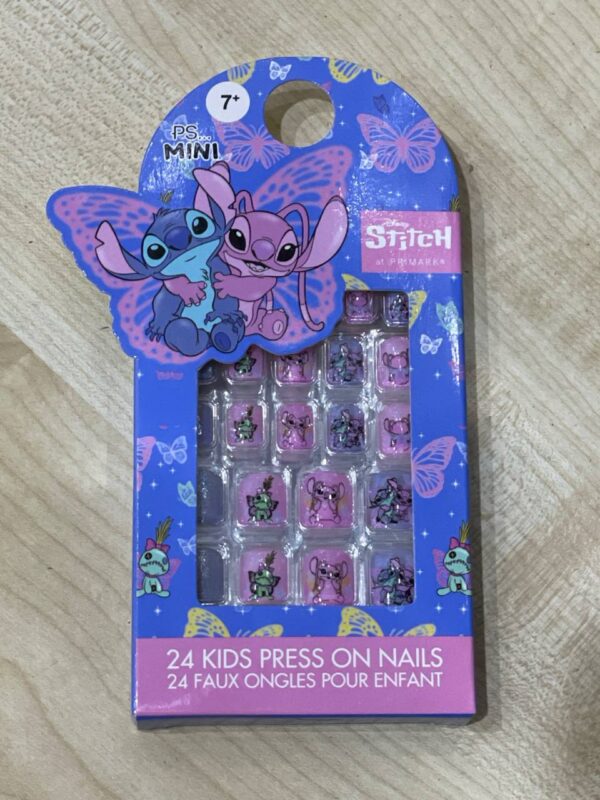 7+
PS...
MINI
Disney
STiTCH
at PRIMARK®
24 KIDS PRESS ON NAILS
24 FAUX ONGLES POUR ENFANT